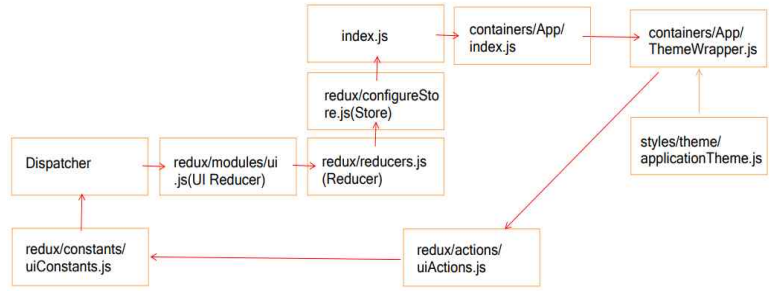 index.js
containers/App/
index.js
containers/App/
ThemeWrapper.js
redux/configureSto
re.js(Store)
styles/theme/
applicationTheme.js
Dispatcher
redux/modules/ui
.js(UI Reducer)
redux/reducers.js
(Reducer)
redux/constants/
uiConstants.js
redux/actions/
uiActions.js